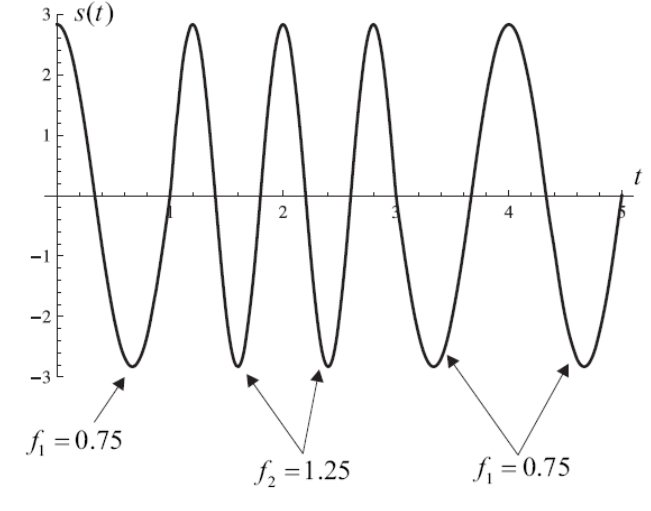 3 s(t)
2
1
t
1 2 3 4 5
−1
−2
−3
f₁ = 0.75
f₂ = 1.25
f₁ = 0.75